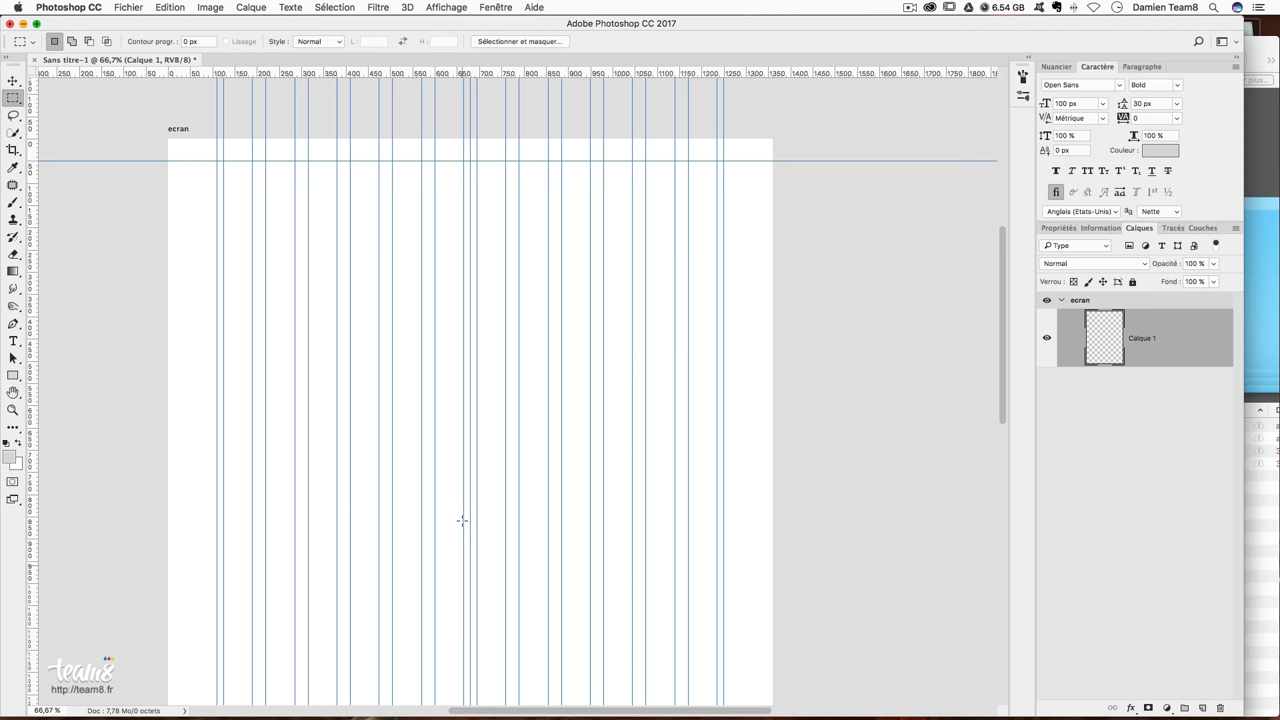 Photoshop CC Fichier Edition Image Calque Texte Sélection Filtre 3D Affichage Fenêtre Aide 6.54 GB Damien Team8
Adobe Photoshop CC 2017
Contour progr. : 0 px Lissage Style : Normal L : H : Sélectionner et masquer...
Sans titre-1 @ 66,7% (Calque 1, RVB/8) *
ecran
Nuancier Caractère Paragraphe
Open Sans Bold
100 px 30 px
Métrique 0
100 % 100 %
0 px Couleur :
Anglais (Etats-Unis) Nette
Propriétés Information Calques Tracés Couches
Type
Normal Opacité : 100 %
Verrou : Fond : 100 %
ecran
Calque 1
team8
http://team8.fr
66,67 % Doc : 7,78 Mo/0 octets